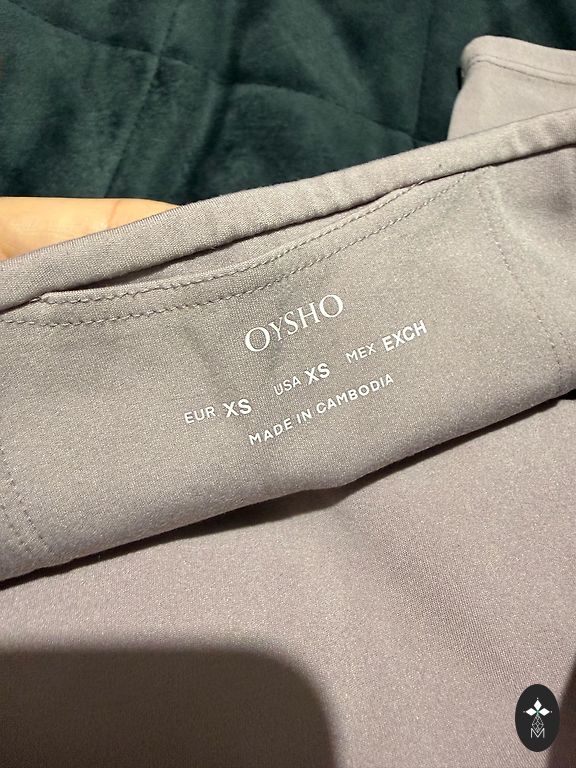 OYSHO
EUR XS USA XS MEX EXCH
MADE IN CAMBODIA
M